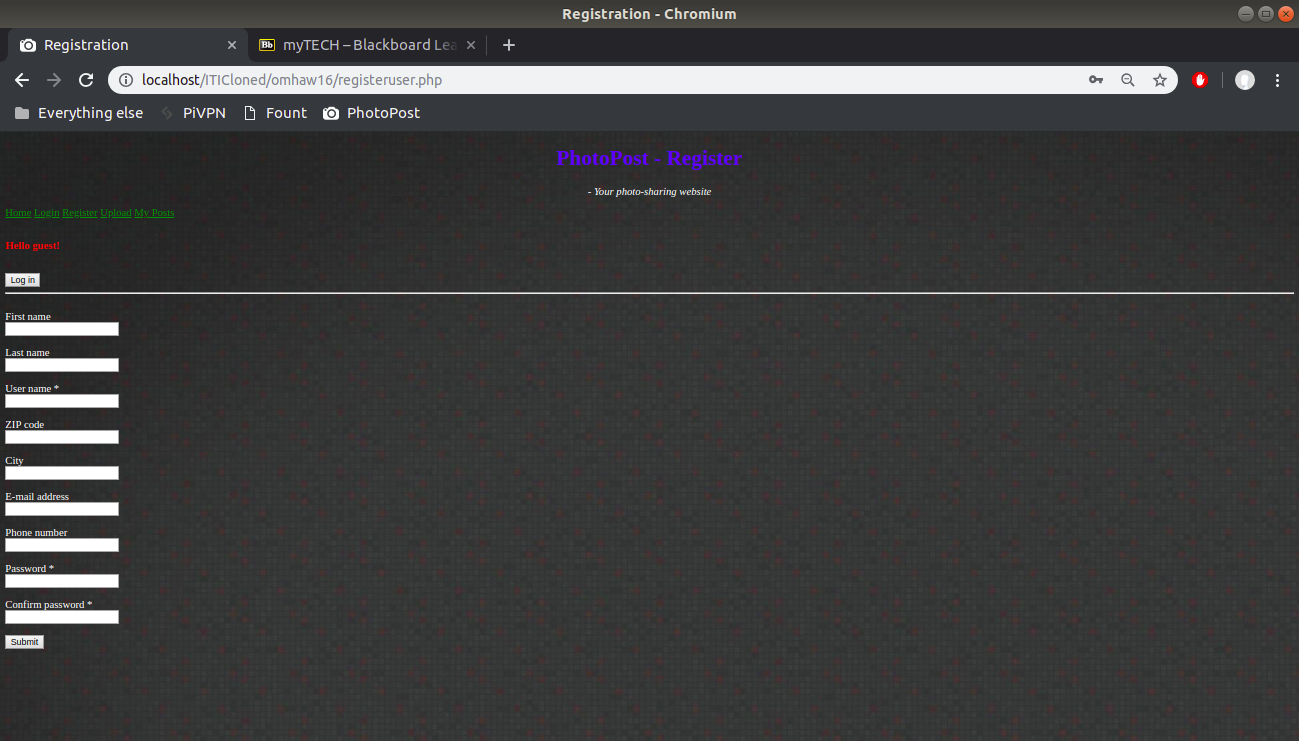 Registration - Chromium
Registration
Bb myTECH – Blackboard Lea
localhost/ITICloned/omhaw16/registeruser.php
Everything else PiVPN Fount PhotoPost
PhotoPost - Register
- Your photo-sharing website
Home Login Register Upload My Posts
Hello guest!
Log in
First name
Last name
User name *
ZIP code
City
E-mail address
Phone number
Password *
Confirm password *
Submit